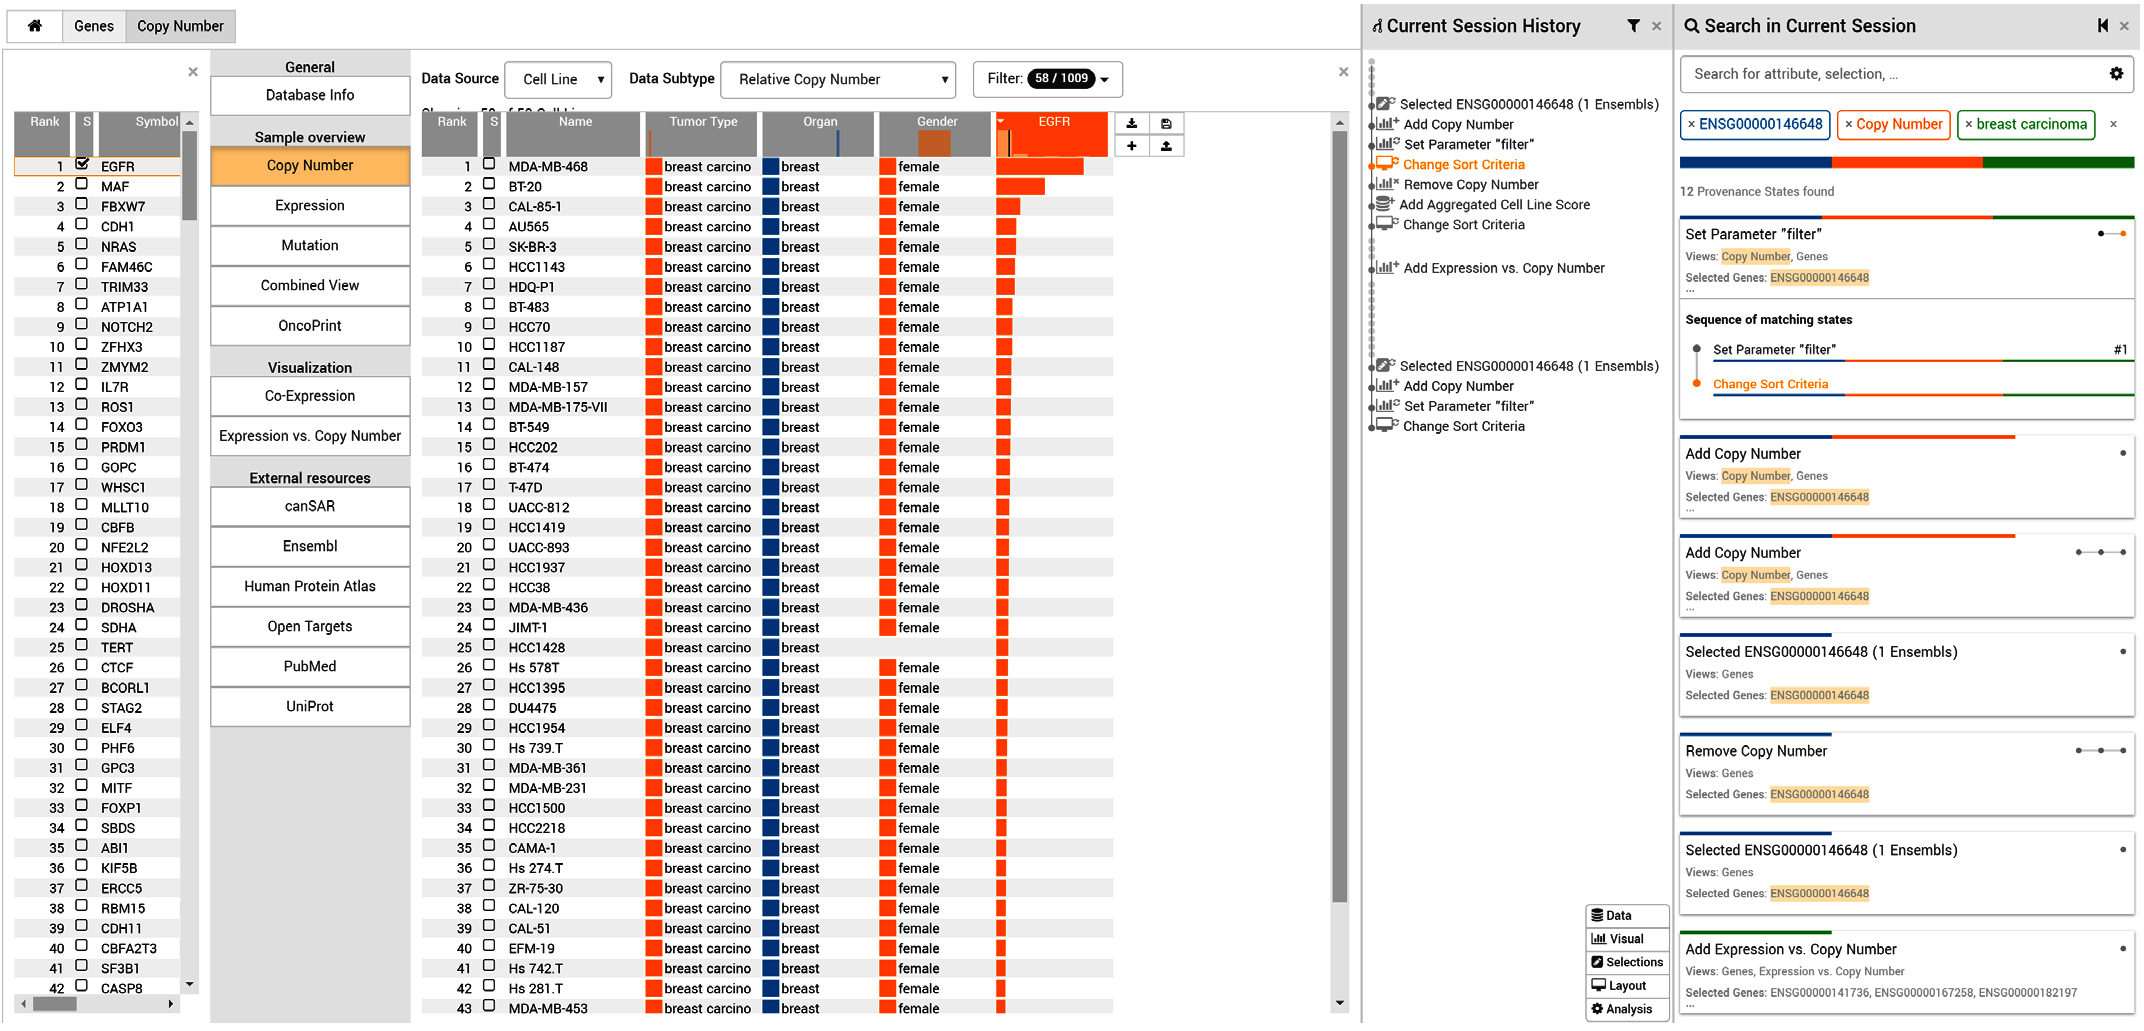 Genes Copy Number
Rank S Symbol
1 EGFR
2 MAF
3 FBXW7
4 CDH1
5 NRAS
6 FAM46C
7 TRIM33
8 ATP1A1
9 NOTCH2
10 ZFHX3
11 ZMYM2
12 IL7R
13 ROS1
14 FOXO3
15 PRDM1
16 GOPC
17 WHSC1
18 MLLT10
19 CBFB
20 NFE2L2
21 HOXD13
22 HOXD11
23 DROSHA
24 SDHA
25 TERT
26 CTCF
27 BCORL1
28 STAG2
29 ELF4
30 PHF6
31 GPC3
32 MITF
33 FOXP1
34 SBDS
35 ABI1
36 KIF5B
37 ERCC5
38 RBM15
39 CDH11
40 CBFA2T3
41 SF3B1
42 CASP8
General
Database Info
Sample overview
Copy Number
Expression
Mutation
Combined View
OncoPrint
Visualization
Co-Expression
Expression vs. Copy Number
External resources
canSAR
Ensembl
Human Protein Atlas
Open Targets
PubMed
UniProt
Data Source Cell Line Data Subtype Relative Copy Number Filter: 58 / 1009
Rank S Name Tumor Type Organ Gender EGFR
1 MDA-MB-468 breast carcino breast female
2 BT-20 breast carcino breast female
3 CAL-85-1 breast carcino breast female
4 AU565 breast carcino breast female
5 SK-BR-3 breast carcino breast female
6 HCC1143 breast carcino breast female
7 HDQ-P1 breast carcino breast female
8 BT-483 breast carcino breast female
9 HCC70 breast carcino breast female
10 HCC1187 breast carcino breast female
11 CAL-148 breast carcino breast female
12 MDA-MB-157 breast carcino breast female
13 MDA-MB-175-VII breast carcino breast female
14 BT-549 breast carcino breast female
15 HCC202 breast carcino breast female
16 BT-474 breast carcino breast female
17 T-47D breast carcino breast female
18 UACC-812 breast carcino breast female
19 HCC1419 breast carcino breast female
20 UACC-893 breast carcino breast female
21 HCC1937 breast carcino breast female
22 HCC38 breast carcino breast female
23 MDA-MB-436 breast carcino breast female
24 JIMT-1 breast carcino breast female
25 HCC1428 breast carcino breast
26 Hs 578T breast carcino breast female
27 HCC1395 breast carcino breast female
28 DU4475 breast carcino breast female
29 HCC1954 breast carcino breast female
30 Hs 739.T breast carcino breast female
31 MDA-MB-361 breast carcino breast female
32 MDA-MB-231 breast carcino breast female
33 HCC1500 breast carcino breast female
34 HCC2218 breast carcino breast female
35 CAMA-1 breast carcino breast female
36 Hs 274.T breast carcino breast female
37 ZR-75-30 breast carcino breast female
38 CAL-120 breast carcino breast female
39 CAL-51 breast carcino breast female
40 EFM-19 breast carcino breast female
41 Hs 742.T breast carcino breast female
42 Hs 281.T breast carcino breast female
43 MDA-MB-453 breast carcino breast female
Current Session History
Selected ENSG00000146648 (1 Ensembls)
Add Copy Number
Set Parameter "filter"
Change Sort Criteria
Remove Copy Number
Add Aggregated Cell Line Score
Change Sort Criteria
Add Expression vs. Copy Number
Selected ENSG00000146648 (1 Ensembls)
Add Copy Number
Set Parameter "filter"
Change Sort Criteria
Data
Visual
Selections
Layout
Analysis
Search in Current Session
Search for attribute, selection, ...
× ENSG00000146648 × Copy Number × breast carcinoma ×
12 Provenance States found
Set Parameter "filter"
Views: Copy Number, Genes
Selected Genes: ENSG00000146648
...
Sequence of matching states
Set Parameter "filter" #1
Change Sort Criteria
Add Copy Number
Views: Copy Number, Genes
Selected Genes: ENSG00000146648
...
Add Copy Number
Views: Copy Number, Genes
Selected Genes: ENSG00000146648
...
Selected ENSG00000146648 (1 Ensembls)
Views: Genes
Selected Genes: ENSG00000146648
Remove Copy Number
Views: Genes
Selected Genes: ENSG00000146648
Selected ENSG00000146648 (1 Ensembls)
Views: Genes
Selected Genes: ENSG00000146648
Add Expression vs. Copy Number
Views: Genes, Expression vs. Copy Number
Selected Genes: ENSG00000141736, ENSG00000167258, ENSG00000182197
...